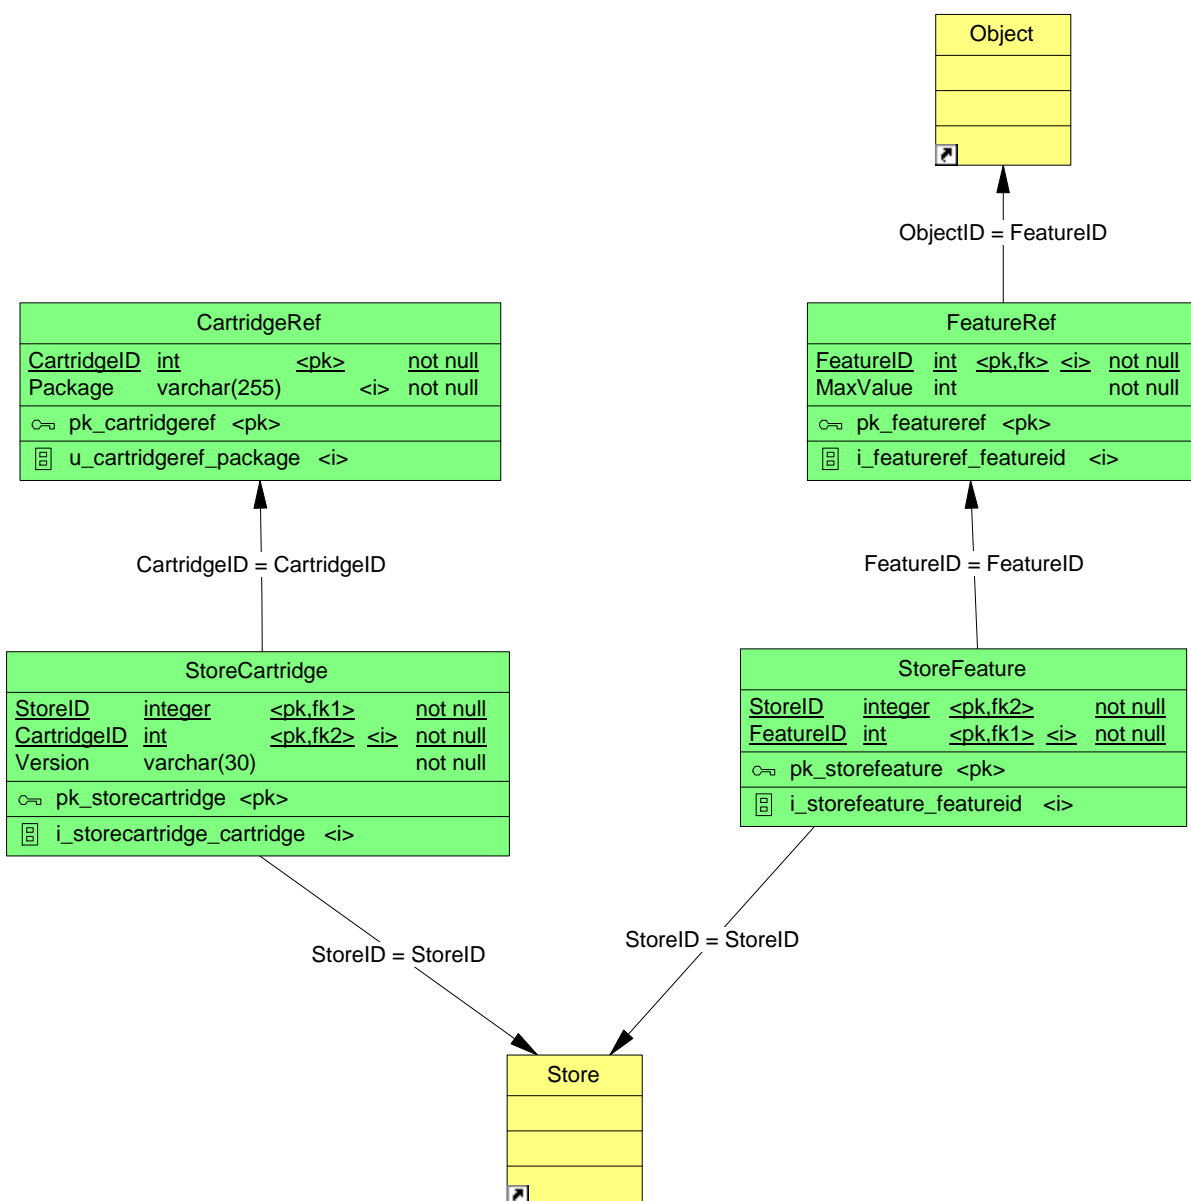 Object
ObjectID = FeatureID
CartridgeRef
CartridgeID int <pk> not null
Package varchar(255) <i> not null
pk_cartridgeref <pk>
u_cartridgeref_package <i>
FeatureRef
FeatureID int <pk,fk> <i> not null
MaxValue int not null
pk_featureref <pk>
i_featureref_featureid <i>
CartridgeID = CartridgeID
FeatureID = FeatureID
StoreCartridge
StoreID integer <pk,fk1> not null
CartridgeID int <pk,fk2> <i> not null
Version varchar(30) not null
pk_storecartridge <pk>
i_storecartridge_cartridge <i>
StoreFeature
StoreID integer <pk,fk2> not null
FeatureID int <pk,fk1> <i> not null
pk_storefeature <pk>
i_storefeature_featureid <i>
StoreID = StoreID
StoreID = StoreID
Store